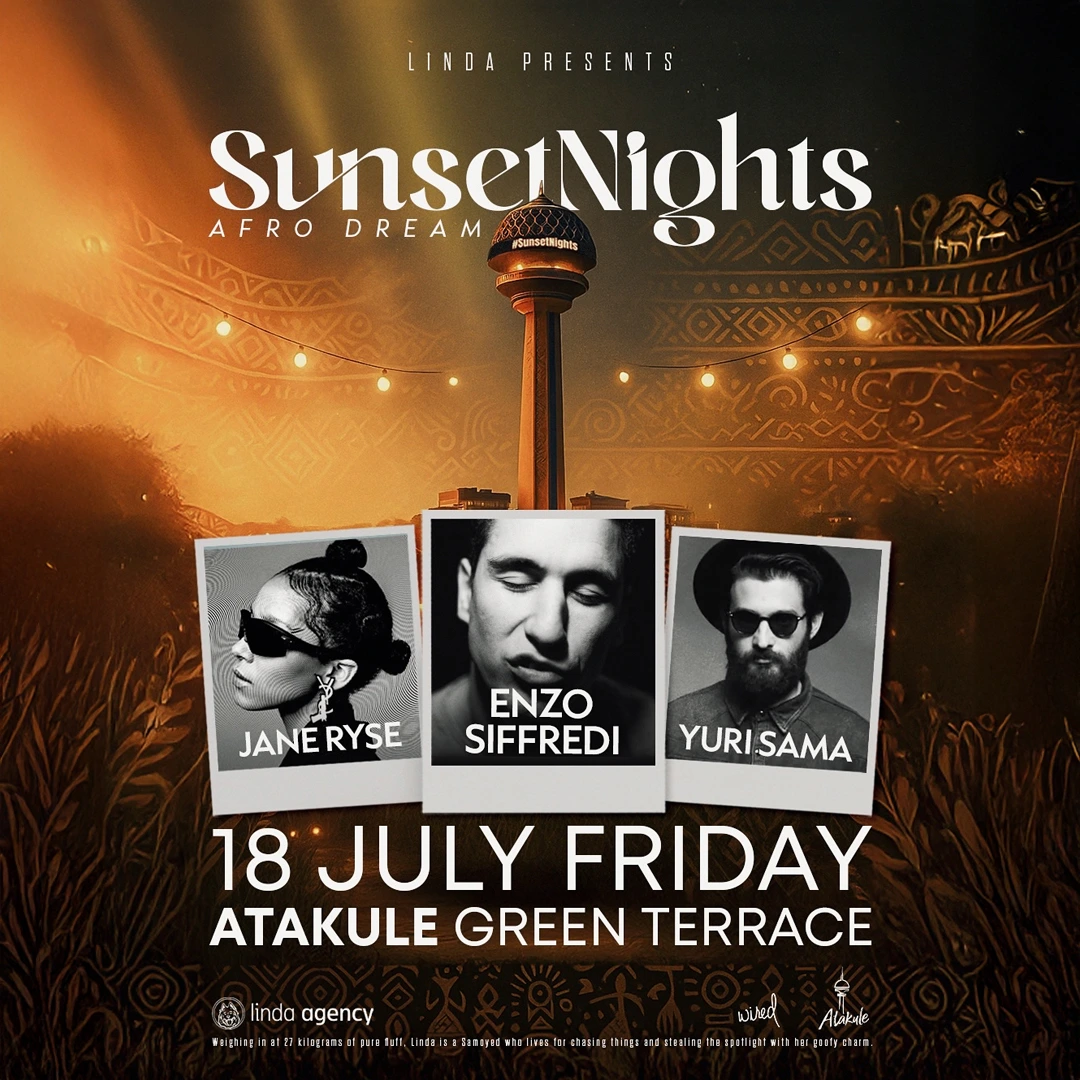 LINDA PRESENTS
SunsetNights
AFRO DREAM
#SunsetNights
JANE RYSE
ENZO
SIFFREDI
YURI SAMA
18 JULY FRIDAY
ATAKULE GREEN TERRACE
linda agency
wired
Atakule
Weighing in at 27 kilograms of pure fluff, Linda is a Samoyed who lives for chasing things and stealing the spotlight with her goofy charm.